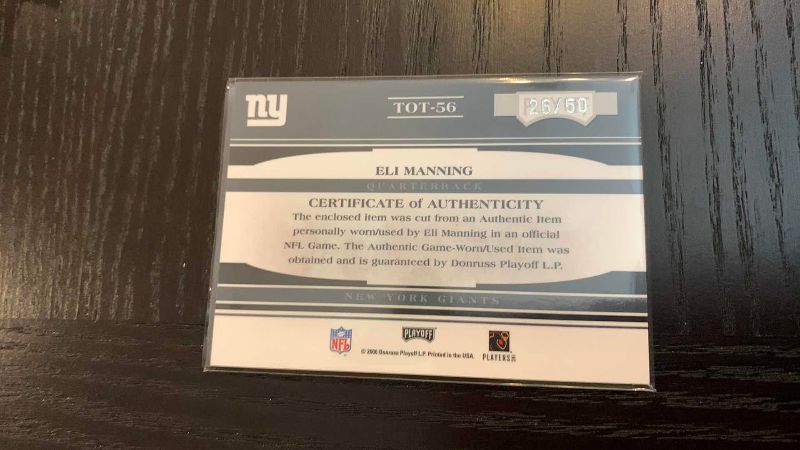 ny
TOT-56
26/50
ELI MANNING
QUARTERBACK
CERTIFICATE of AUTHENTICITY
The enclosed item was cut from an Authentic Item
personally worn/used by Eli Manning in an official
NFL Game. The Authentic Game-Worn/Used Item was
obtained and is guaranteed by Donruss Playoff L.P.
NEW YORK GIANTS
NFL
PLAYOFF
PLAYERS
© 2006 Donruss Playoff L.P. Printed in the USA.